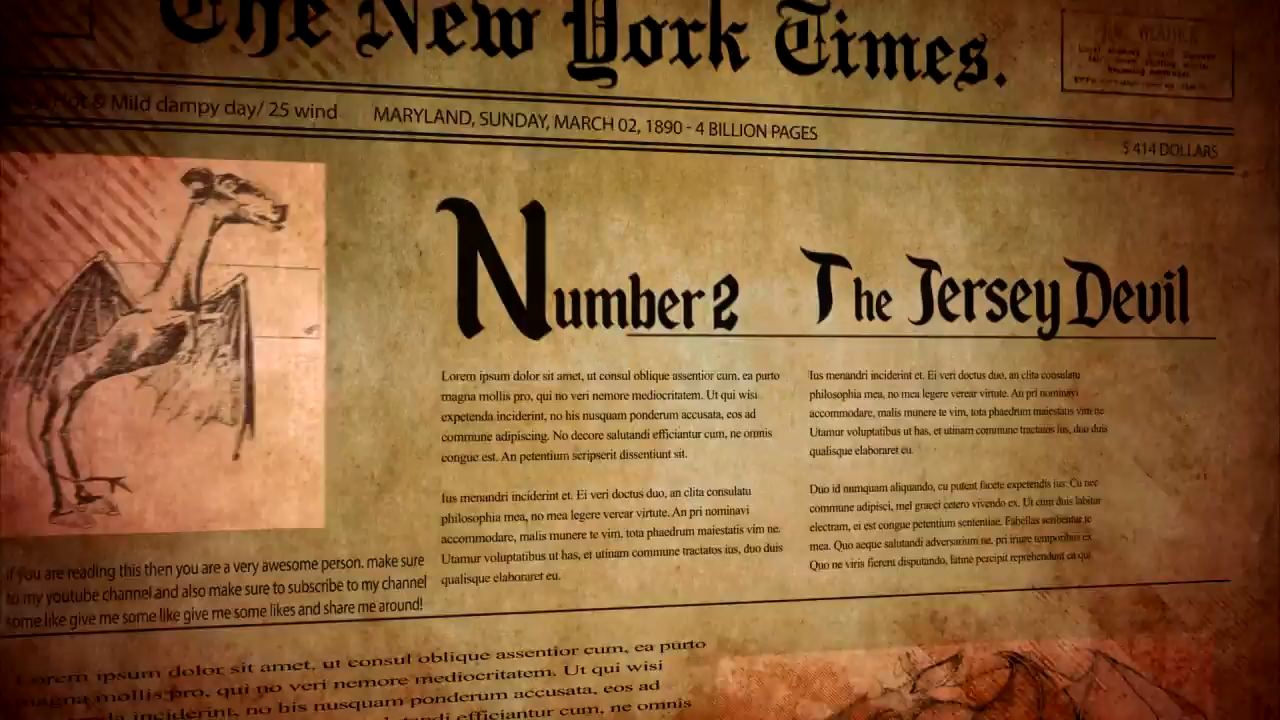 The New York Times.
THE WEATHER
& Mild dampy day/ 25 wind
MARYLAND, SUNDAY, MARCH 02, 1890 - 4 BILLION PAGES
$ 414 DOLLARS
Number 2 The Jersey Devil
Lorem ipsum dolor sit amet, ut consul oblique assentior cum, ea purto
magna mollis pro, qui no veri nemore mediocritatem. Ut qui wisi
expetenda inciderint, no his nusquam ponderum accusata, eos ad
commune adipiscing. No decore salutandi efficiantur cum, ne omnis
congue est. An petentium scripserit dissentiunt sit.
Ius menandri inciderint et. Ei veri doctus duo, an clita consulatu
philosophia mea, no mea legere verear virtute. An pri nominavi
accommodare, malis munere te vim, tota phaedrum maiestatis vim ne.
Utamur voluptatibus ut has, et utinam commune tractatos ius, duo duis
qualisque elaboraret eu.
Ius menandri inciderint et. Ei veri doctus duo, an clita consulatu
philosophia mea, no mea legere verear virtute. An pri nominavi
accommodare, malis munere te vim, tota phaedrum maiestatis vim ne
Utamur voluptatibus ut has, et utinam commune tractatos ius, duo duis
qualisque elaboraret eu.
Duo id numquam aliquando, cu putent facete expetendis ius. Cu nec
commune adipisci, mel graeci cetero vivendo ex. Ut cum duis labitur
electram, ei est congue petentium sententiae. Fabellas scribentur te
mea. Quo aeque salutandi adversarium ne, pri iriure temporibus ex
Quo ne viris fierent disputando, latine percipit reprehendunt ea qui
if you are reading this then you are a very awesome person. make sure
to my youtube channel and also make sure to subscribe to my channel
some like give me some like give me some likes and share me around!
Lorem ipsum dolor sit amet, ut consul oblique assentior cum, ea purto
magna mollis pro, qui no veri nemore mediocritatem. Ut qui wisi
inciderint, no his nusquam ponderum accusata, eos ad
efficiantur cum, ne omnis